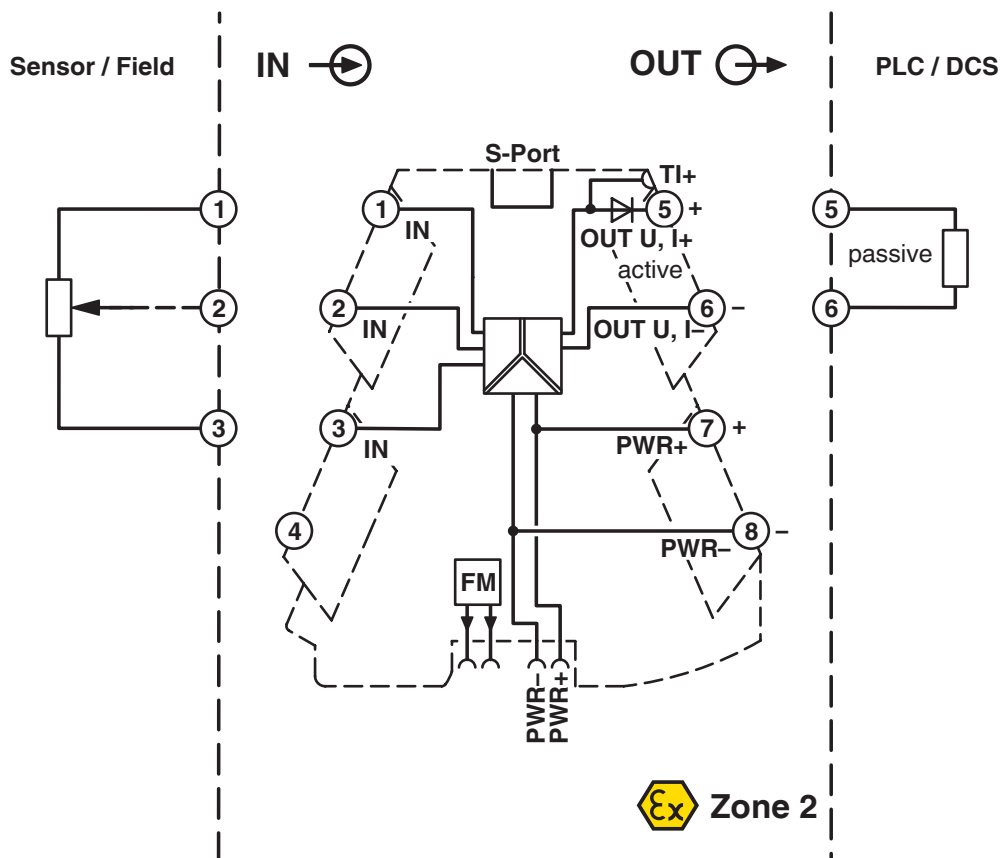 Sensor / Field
IN
OUT
PLC / DCS
S-Port
TI+
1
1
IN
5
+
OUT U, I+
active
5
passive
2
2
IN
6
–
OUT U, I–
6
3
3
IN
7
+
PWR+
4
8
–
PWR–
FM
PWR–
PWR+
Ex
Zone 2